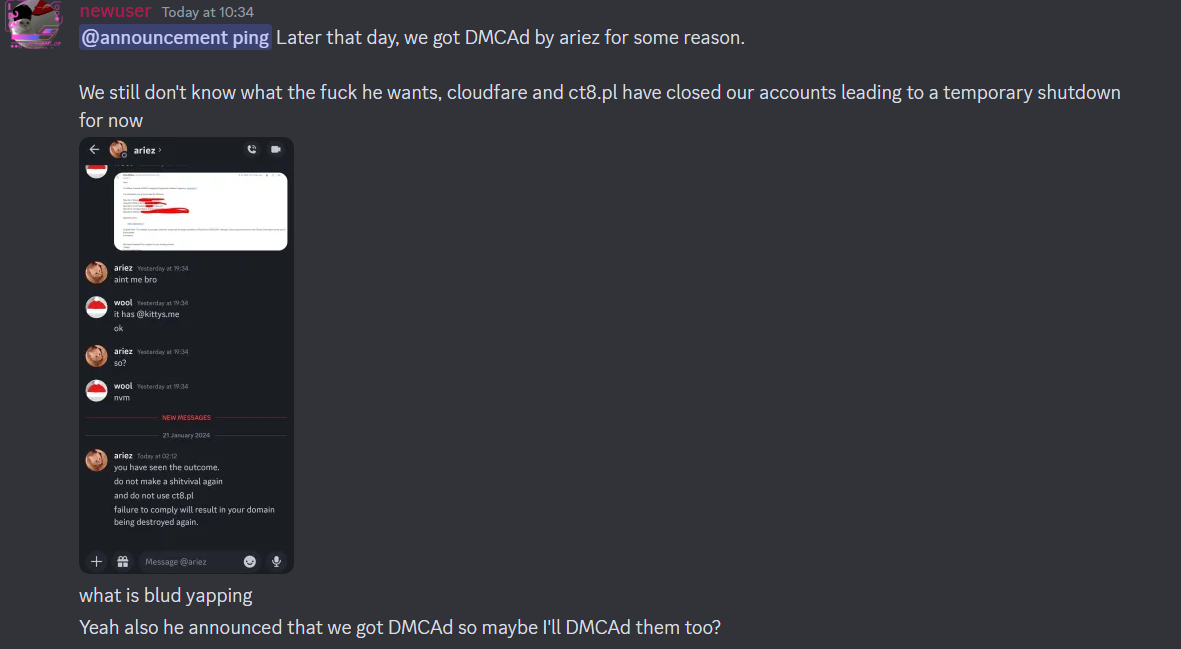 newuser Today at 10:34
@announcement ping Later that day, we got DMCAd by ariez for some reason.
We still don't know what the fuck he wants, cloudfare and ct8.pl have closed our accounts leading to a temporary shutdown
for now
ariez
ariez Yesterday at 19:34
aint me bro
wool Yesterday at 19:34
it has @kittys.me
ok
ariez Yesterday at 19:34
so?
wool Yesterday at 19:34
nvm
NEW MESSAGES
21 January 2024
ariez Today at 02:12
you have seen the outcome.
do not make a shitvival again
and do not use ct8.pl
failure to comply will result in your domain
being destroyed again.
Message @ariez
what is blud yapping
Yeah also he announced that we got DMCAd so maybe I'll DMCAd them too?